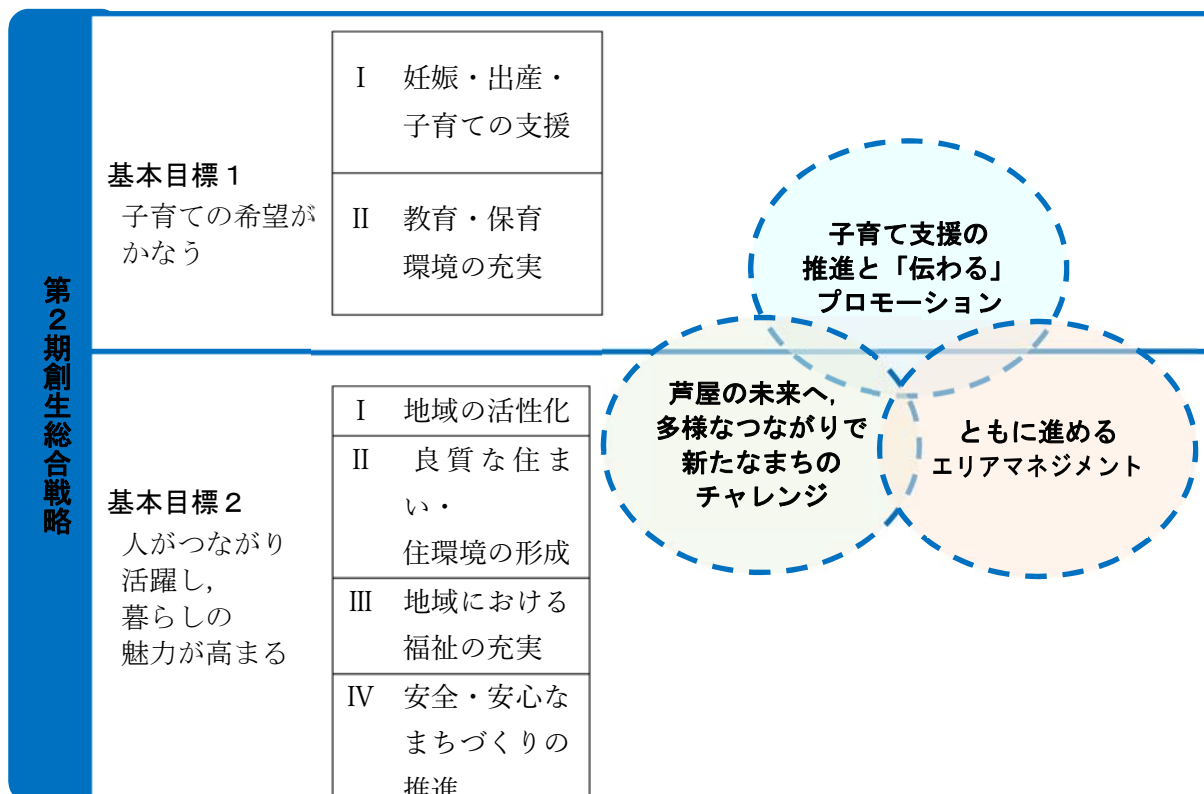 第2期創生総合戦略
基本目標1
子育ての希望が
かなう
Ⅰ 妊娠・出産・
子育ての支援
Ⅱ 教育・保育
環境の充実
基本目標2
人がつながり
活躍し,
暮らしの
魅力が高まる
Ⅰ 地域の活性化
Ⅱ 良質な住ま
い・
住環境の形成
Ⅲ 地域における
福祉の充実
Ⅳ 安全・安心な
まちづくりの
推進
子育て支援の
推進と「伝わる」
プロモーション
芦屋の未来へ,
多様なつながりで
新たなまちの
チャレンジ
ともに進める
エリアマネジメント